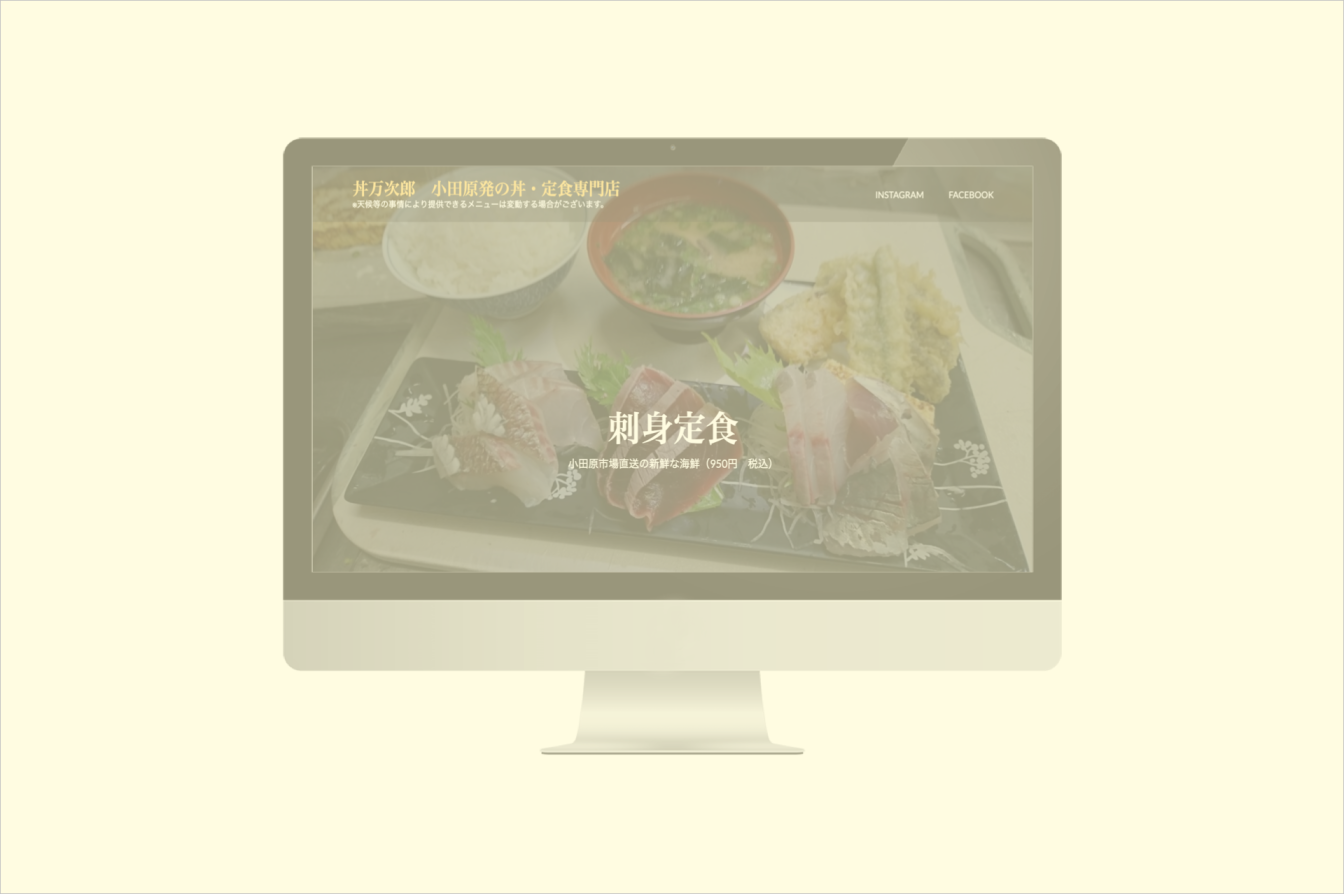 丼万次郎　小田原発の丼・定食専門店
※天候等の事情により提供できるメニューは変動する場合がございます。
INSTAGRAM FACEBOOK
刺身定食
小田原市場直送の新鮮な海鮮（950円　税込）